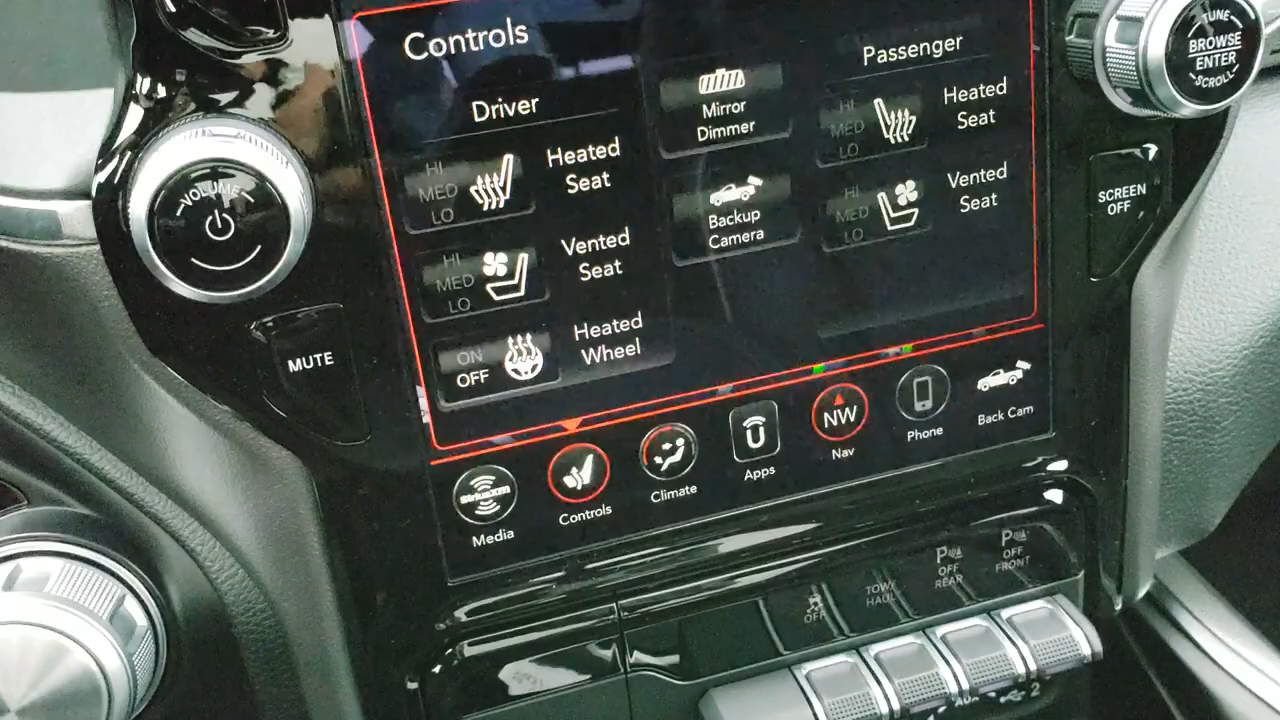 Controls
Driver
HI
MED
LO
Heated
Seat
HI
MED
LO
Vented
Seat
ON
OFF
Heated
Wheel
Mirror
Dimmer
Backup
Camera
Passenger
HI
MED
LO
Heated
Seat
HI
MED
LO
Vented
Seat
VOLUME
MUTE
TUNE
BROWSE
ENTER
SCROLL
SCREEN
OFF
SiriusXM
Media
Controls
Climate
Apps
NW
Nav
Phone
Back Cam
OFF
TOW/
HAUL
P
OFF
REAR
P
OFF
FRONT
2